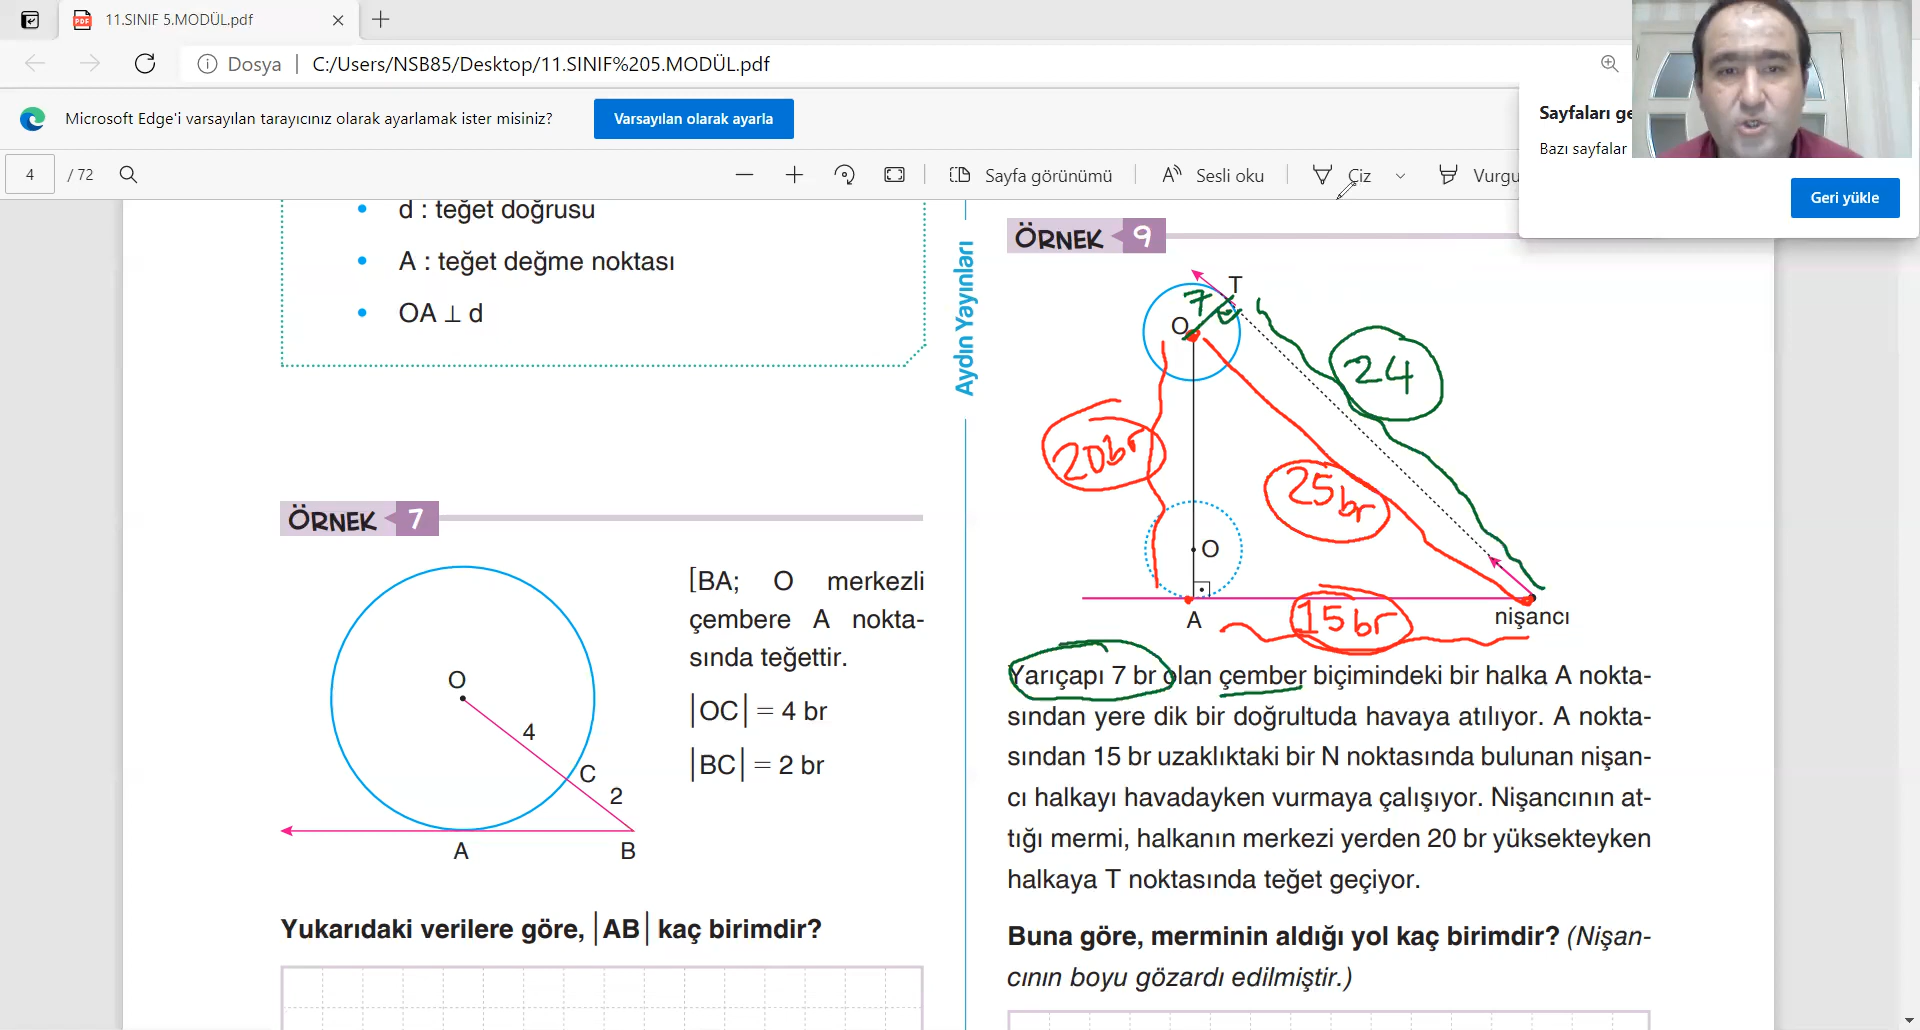 11.SINIF 5.MODÜL.pdf
Dosya | C:/Users/NSB85/Desktop/11.SINIF%205.MODÜL.pdf
Microsoft Edge'i varsayılan tarayıcınız olarak ayarlamak ister misiniz?
Varsayılan olarak ayarla
Sayfaları ge
Bazı sayfalar
Geri yükle
4 / 72
Sayfa görünümü
Sesli oku
Çiz
Vurgu
• d : teğet doğrusu
• A : teğet değme noktası
• OA ⊥ d
ÖRNEK 7
O
4
C
2
A
B
[BA; O merkezli
çembere A nokta-
sında teğettir.
|OC| = 4 br
|BC| = 2 br
Yukarıdaki verilere göre, |AB| kaç birimdir?
Aydın Yayınları
ÖRNEK 9
T
7
O
24
20br
25br
O
15br
A
nişancı
Yarıçapı 7 br olan çember biçimindeki bir halka A nokta-
sından yere dik bir doğrultuda havaya atılıyor. A nokta-
sından 15 br uzaklıktaki bir N noktasında bulunan nişan-
cı halkayı havadayken vurmaya çalışıyor. Nişancının at-
tığı mermi, halkanın merkezi yerden 20 br yüksekteyken
halkaya T noktasında teğet geçiyor.
Buna göre, merminin aldığı yol kaç birimdir? (Nişan-
cının boyu gözardı edilmiştir.)